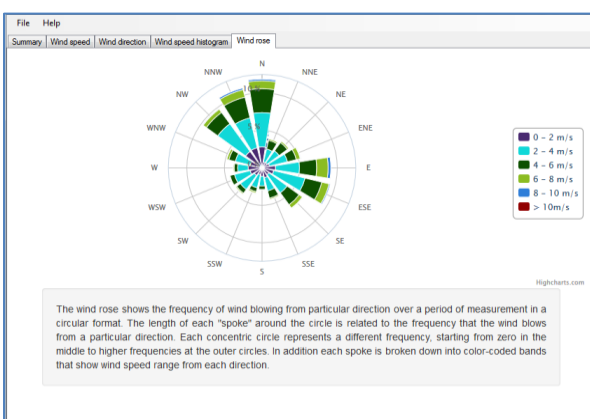 File Help
Summary Wind speed Wind direction Wind speed histogram Wind rose
N
NNW NNE
NW NE
10 %
WNW ENE
5 %
W E
WSW ESE
SW SE
SSW SSE
S
0 – 2 m/s
2 – 4 m/s
4 – 6 m/s
6 – 8 m/s
8 – 10 m/s
> 10m/s
Highcharts.com
The wind rose shows the frequency of wind blowing from particular direction over a period of measurement in a
circular format. The length of each "spoke" around the circle is related to the frequency that the wind blows
from a particular direction. Each concentric circle represents a different frequency, starting from zero in the
middle to higher frequencies at the outer circles. In addition each spoke is broken down into color-coded bands
that show wind speed range from each direction.